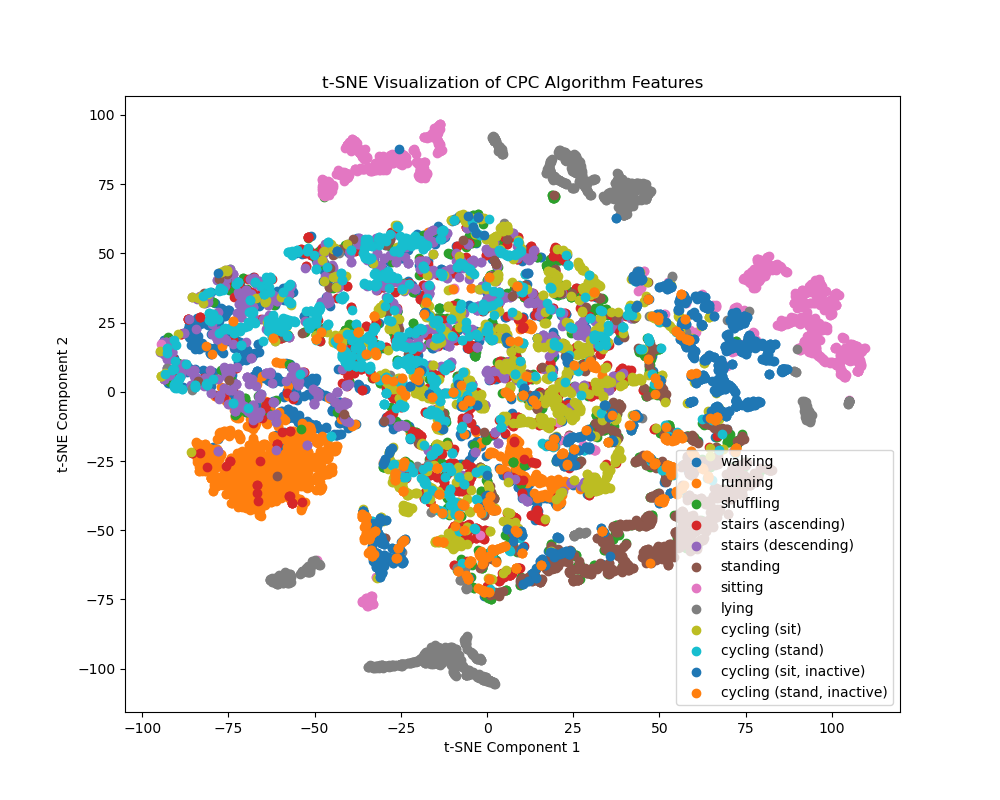 t-SNE Visualization of CPC Algorithm Features
100
75
50
25
0
−25
−50
−75
−100
t-SNE Component 2
−100
−75
−50
−25
0
25
50
75
100
t-SNE Component 1
walking
running
shuffling
stairs (ascending)
stairs (descending)
standing
sitting
lying
cycling (sit)
cycling (stand)
cycling (sit, inactive)
cycling (stand, inactive)